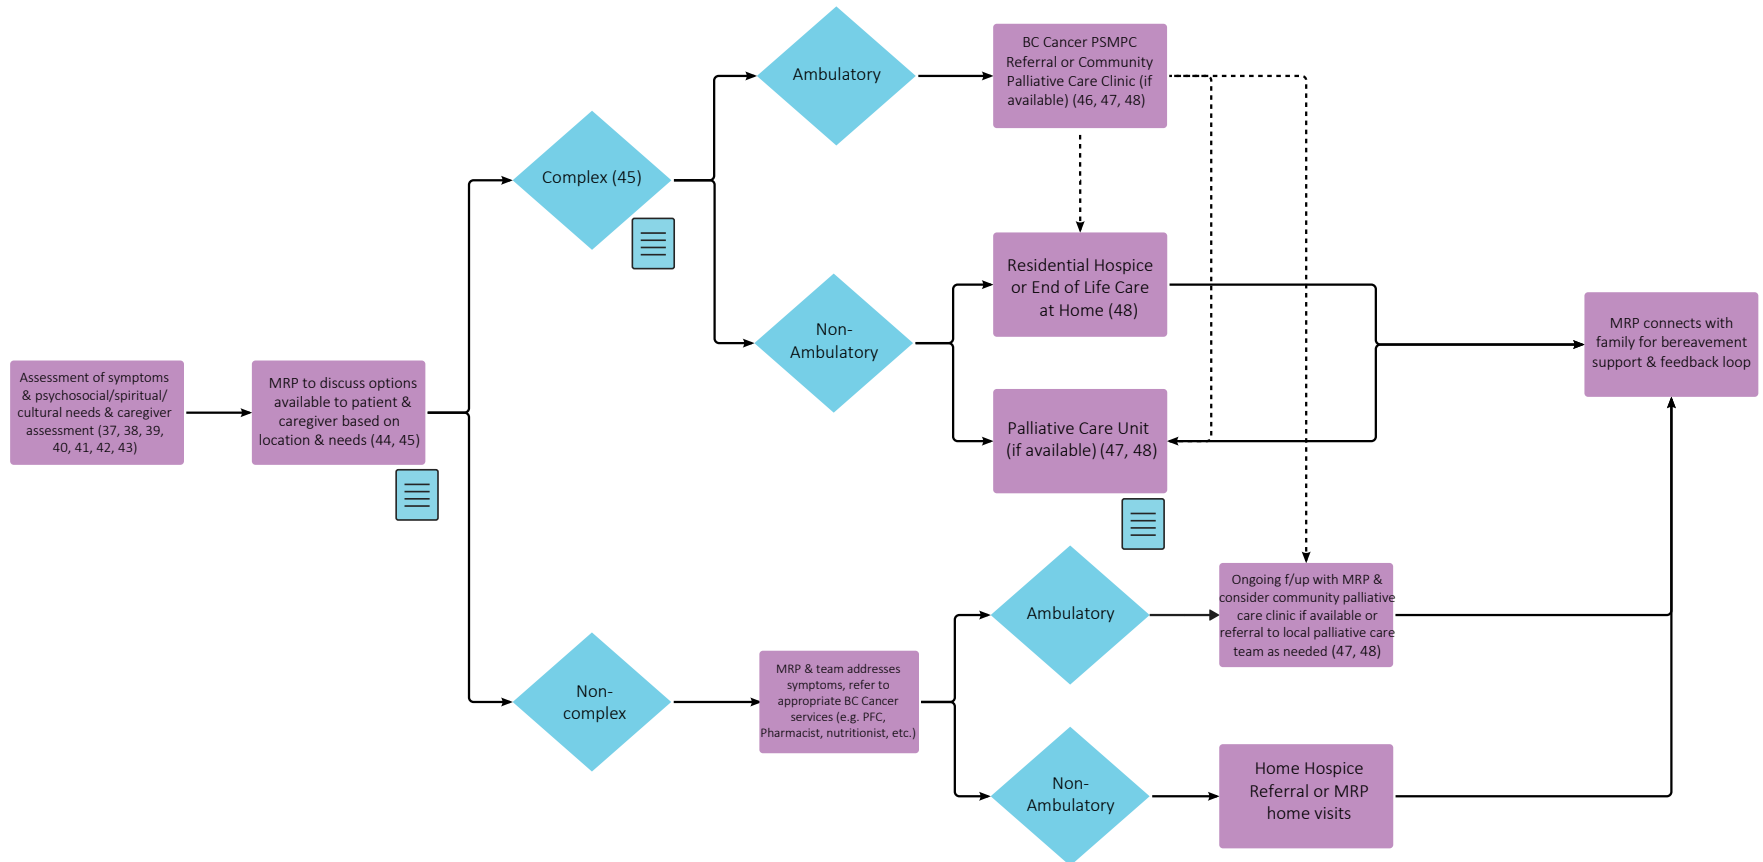 Assessment of symptoms
& psychosocial/spiritual/
cultural needs & caregiver
assessment (37, 38, 39,
40, 41, 42, 43)
MRP to discuss options
available to patient &
caregiver based on
location & needs (44, 45)
Complex (45)
Ambulatory
BC Cancer PSMPC
Referral or Community
Palliative Care Clinic (if
available) (46, 47, 48)
Non-
Ambulatory
Residential Hospice
or End of Life Care
at Home (48)
Palliative Care Unit
(if available) (47, 48)
MRP connects with
family for bereavement
support & feedback loop
Non-
complex
MRP & team addresses
symptoms, refer to
appropriate BC Cancer
services (e.g. PFC,
Pharmacist, nutritionist, etc.)
Ambulatory
Ongoing f/up with MRP &
consider community palliative
care clinic if available or
referral to local palliative care
team as needed (47, 48)
Non-
Ambulatory
Home Hospice
Referral or MRP
home visits